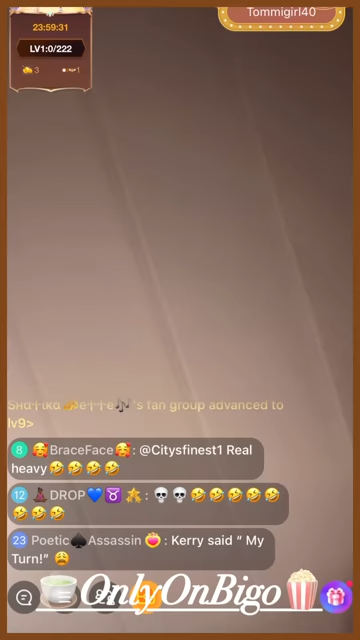 Tommigirl40
23:59:31
LV1:0/222
3
1
's fan group advanced to
lv9>
8 🥰BraceFace🥰: @Citysfinest1 Real
heavy🤣🤣🤣🤣
12 DROP💙♉ : 💀💀🤣🤣🤣🤣🤣
🤣🤣🤣
23 Poetic♠Assassin : Kerry said “ My
Turn!” 😩
OnlyOnBigo